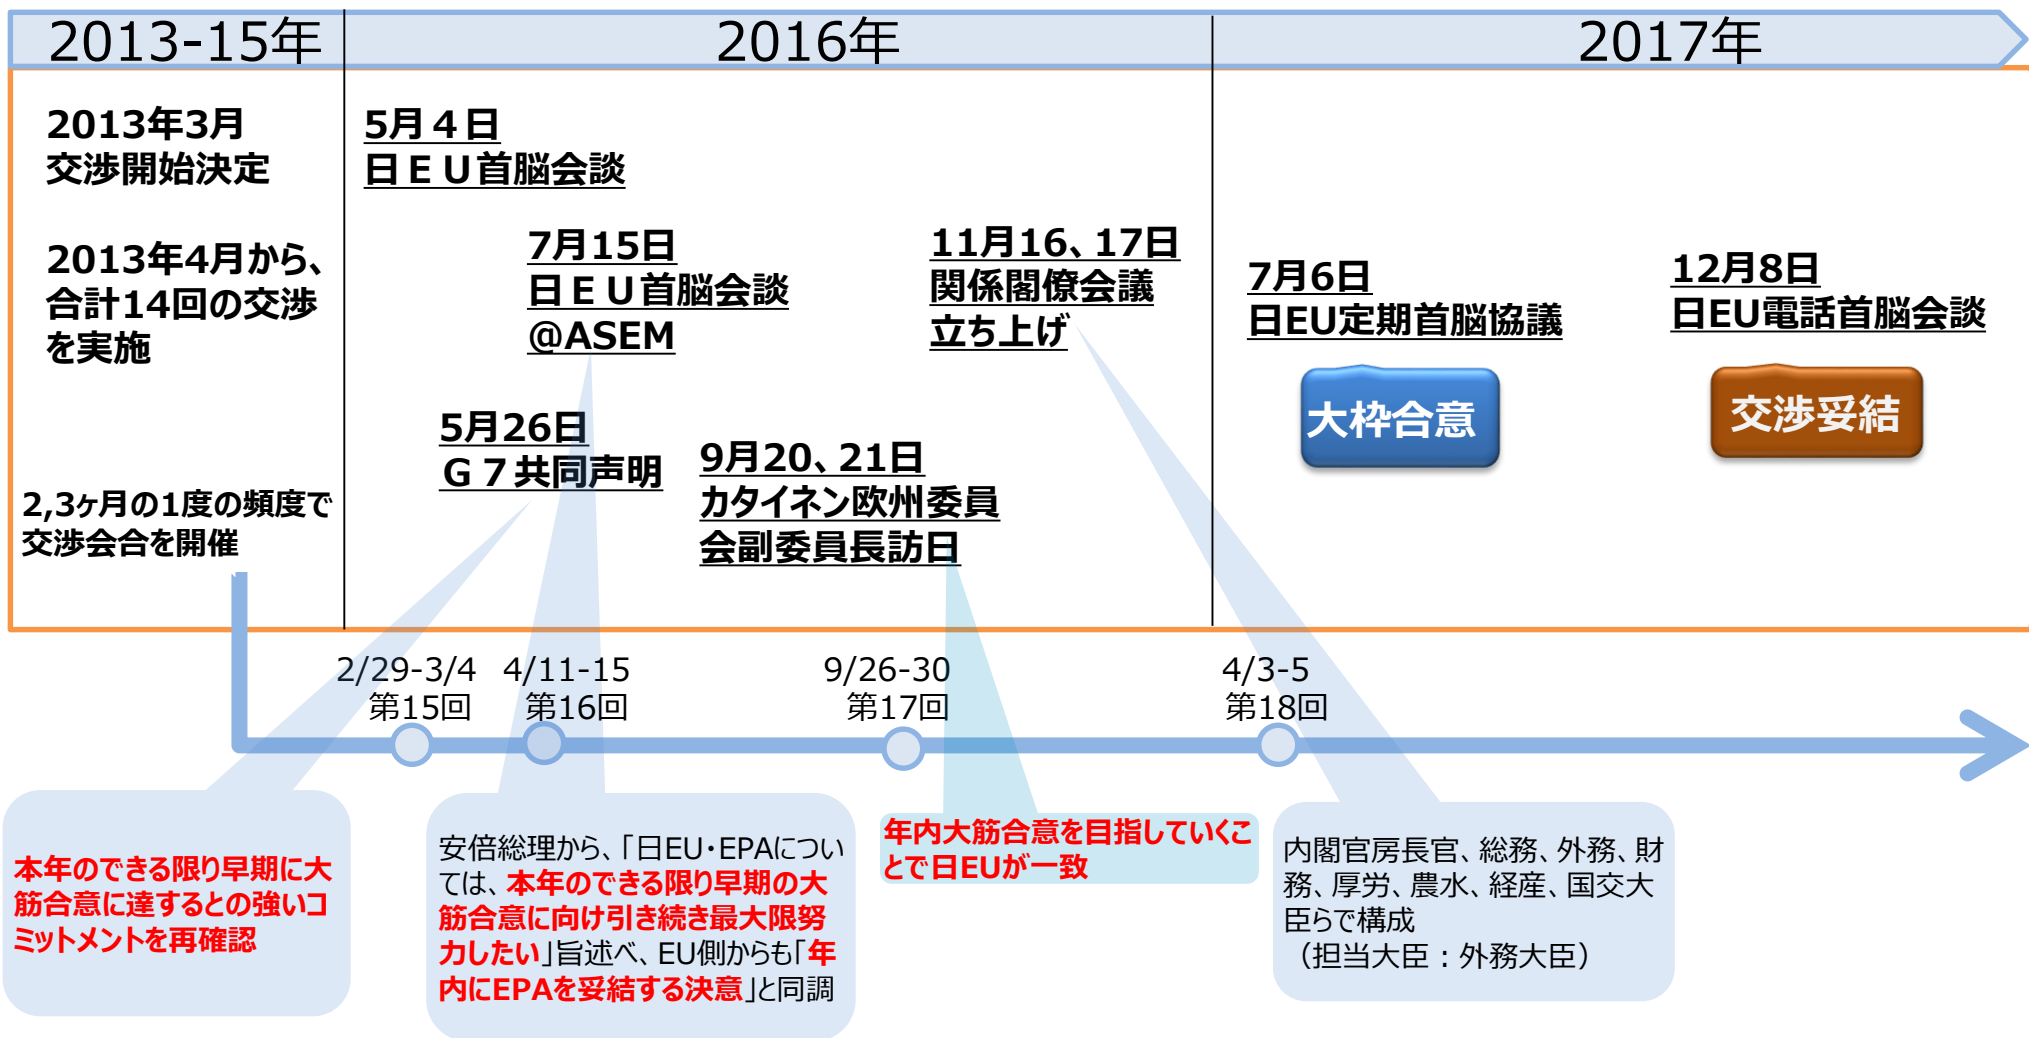 2013-15年
2016年
2017年
2013年3月
交渉開始決定
2013年4月から、
合計14回の交渉
を実施
2,3ヶ月の1度の頻度で
交渉会合を開催
5月４日
日ＥＵ首脳会談
7月15日
日ＥＵ首脳会談
@ASEM
5月26日
Ｇ７共同声明
9月20、21日
カタイネン欧州委員
会副委員長訪日
11月16、17日
関係閣僚会議
立ち上げ
7月6日
日EU定期首脳協議
大枠合意
12月8日
日EU電話首脳会談
交渉妥結
2/29-3/4
第15回
4/11-15
第16回
9/26-30
第17回
4/3-5
第18回
本年のできる限り早期に大
筋合意に達するとの強いコ
ミットメントを再確認
安倍総理から、「日EU・EPAについ
ては、本年のできる限り早期の大
筋合意に向け引き続き最大限努
力したい」旨述べ、EU側からも「年
内にEPAを妥結する決意」と同調
年内大筋合意を目指していくこ
とで日EUが一致
内閣官房長官、総務、外務、財
務、厚労、農水、経産、国交大
臣らで構成
（担当大臣：外務大臣）